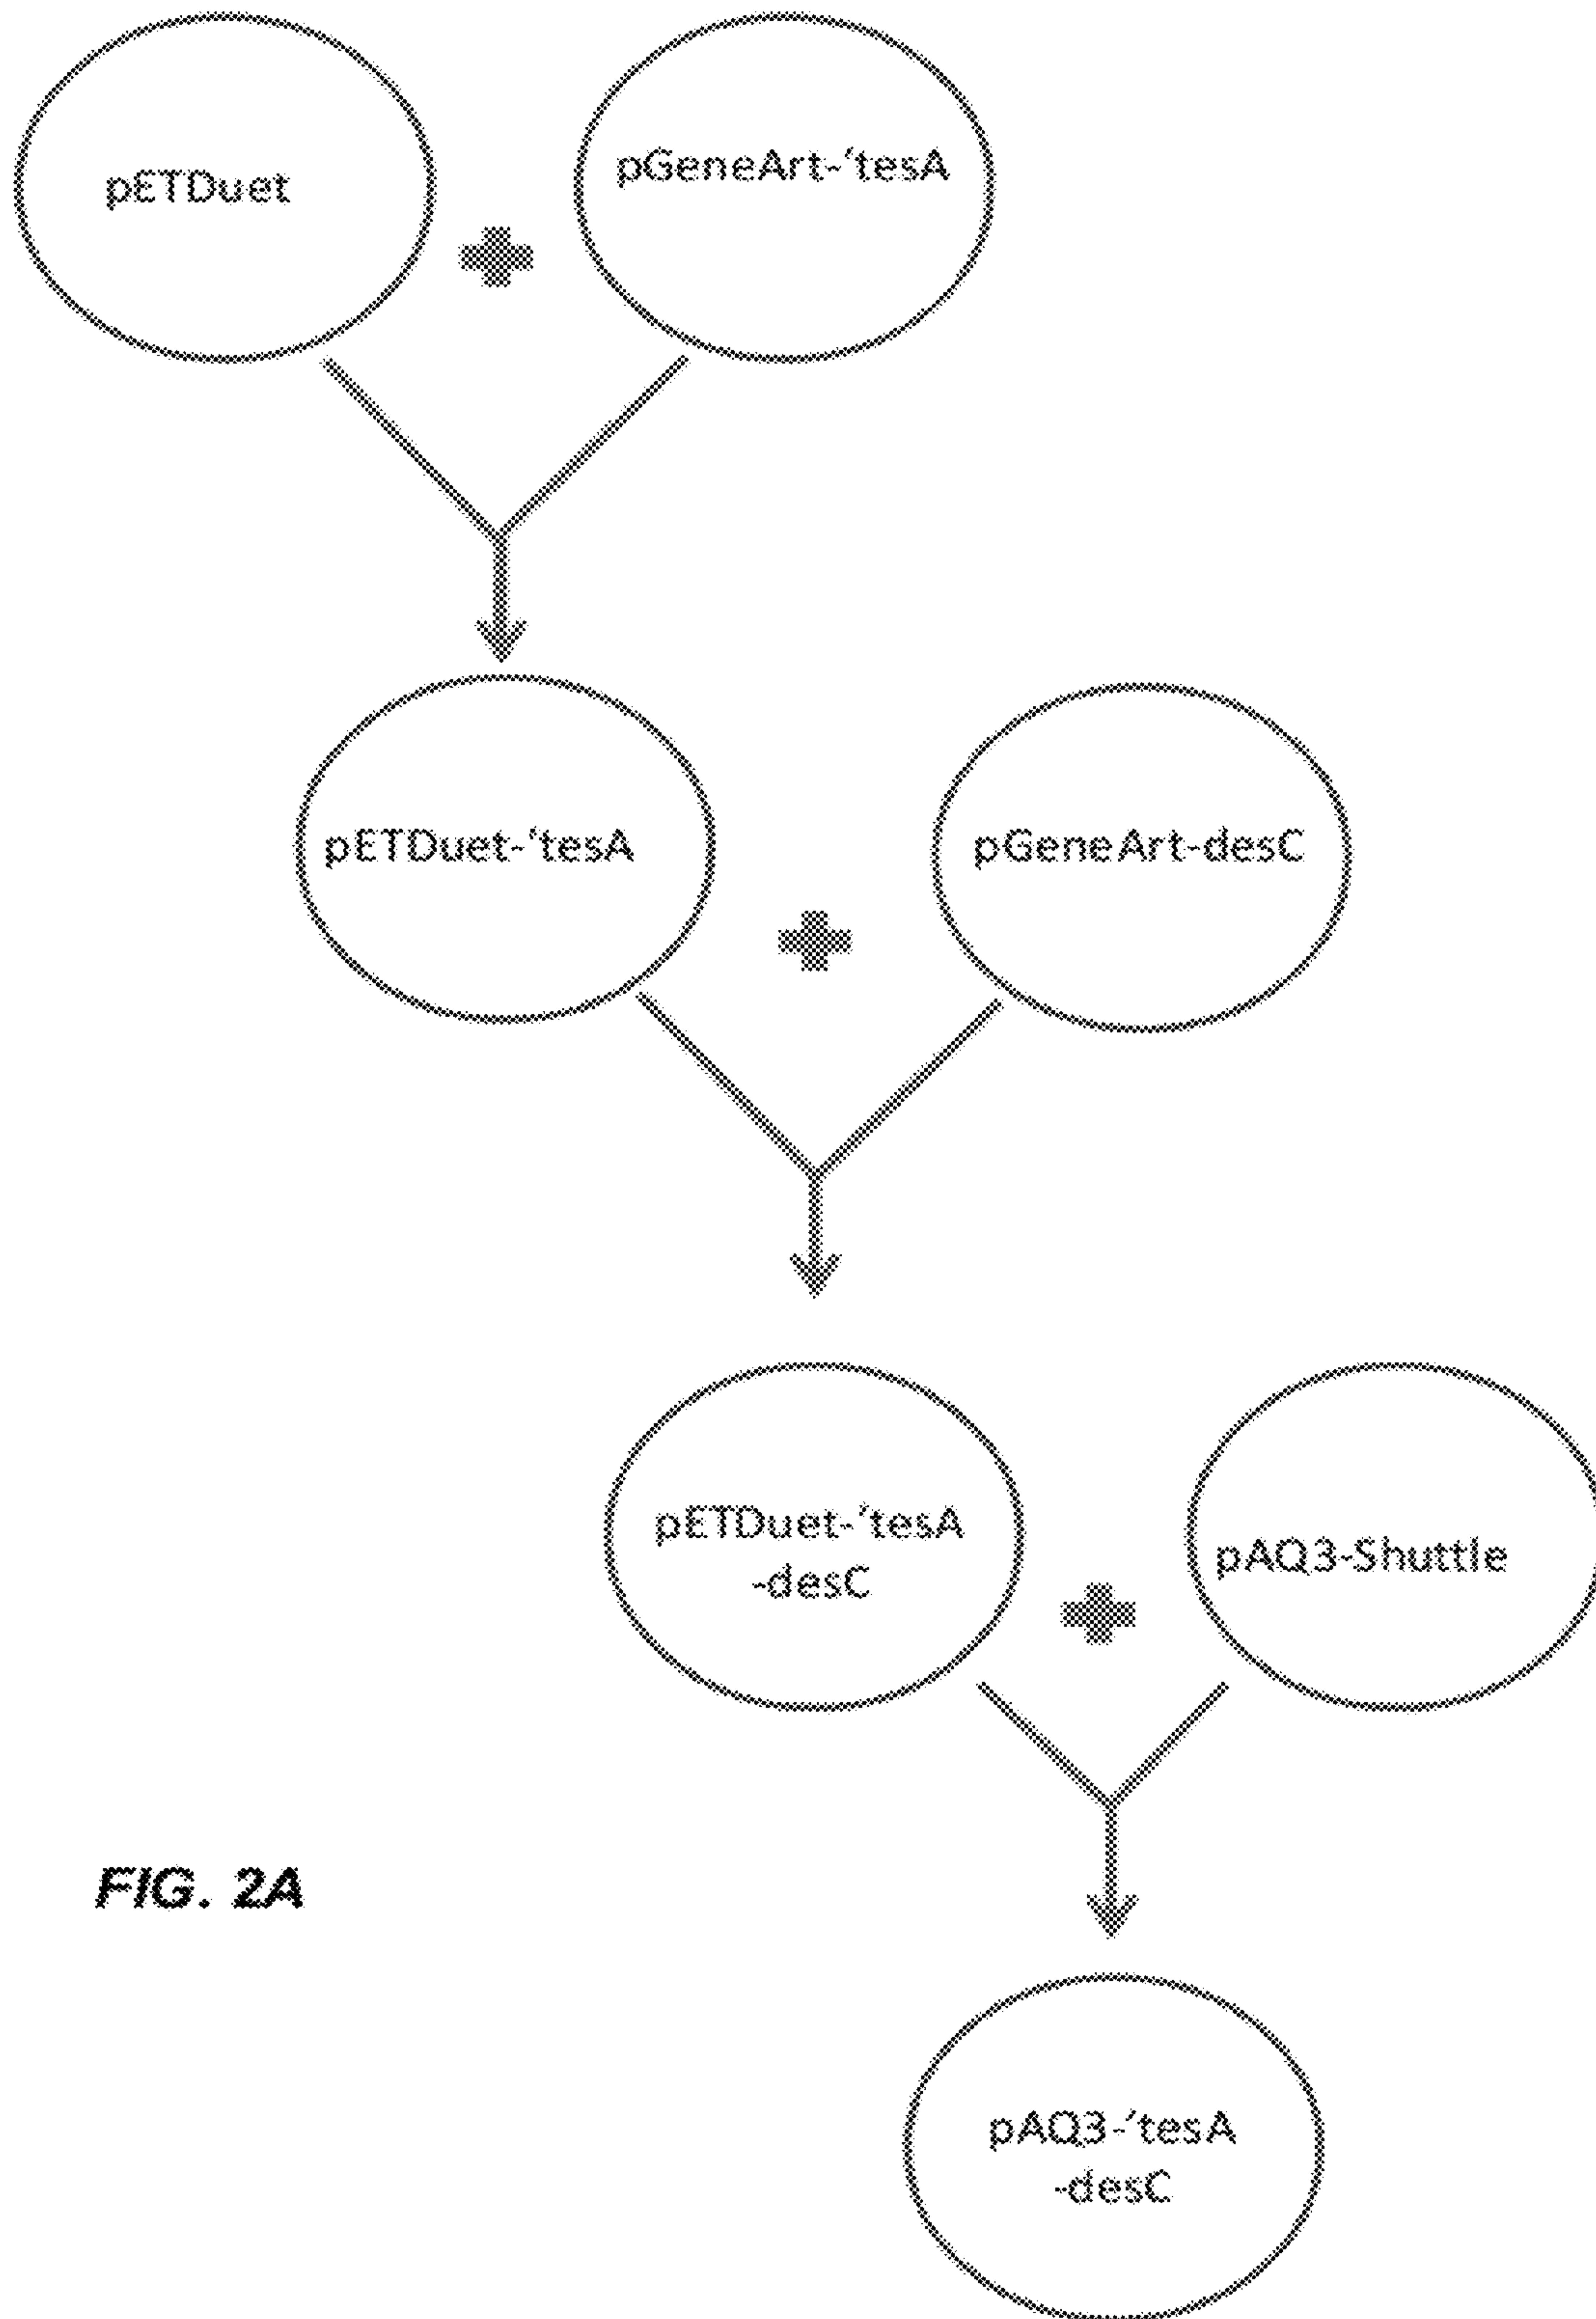 pETDuet
pGeneArt-’tesA
pETDuet-‘tesA
pGeneArt-desC
pETDuet-’tesA
-desC
pAQ3-Shuttle
FIG. 2A
pAQ3-’tesA
-desC